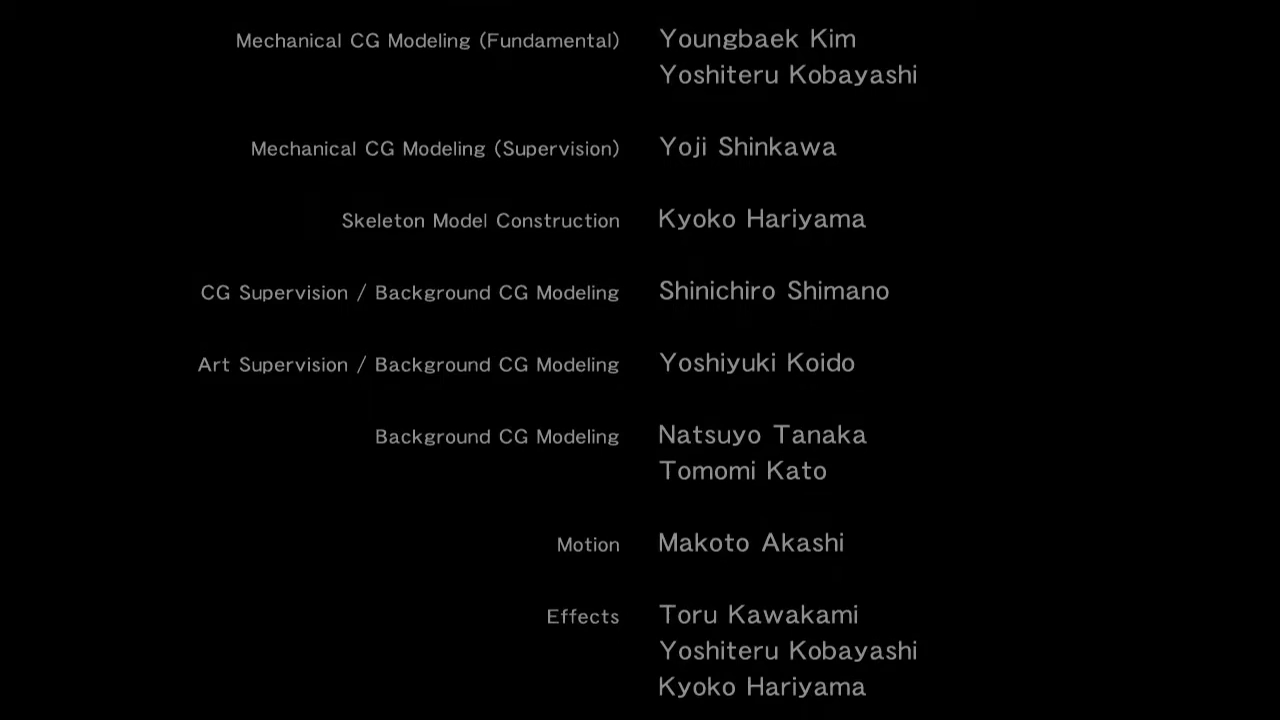 Mechanical CG Modeling (Fundamental) Youngbaek Kim
Yoshiteru Kobayashi
Mechanical CG Modeling (Supervision) Yoji Shinkawa
Skeleton Model Construction Kyoko Hariyama
CG Supervision / Background CG Modeling Shinichiro Shimano
Art Supervision / Background CG Modeling Yoshiyuki Koido
Background CG Modeling Natsuyo Tanaka
Tomomi Kato
Motion Makoto Akashi
Effects Toru Kawakami
Yoshiteru Kobayashi
Kyoko Hariyama